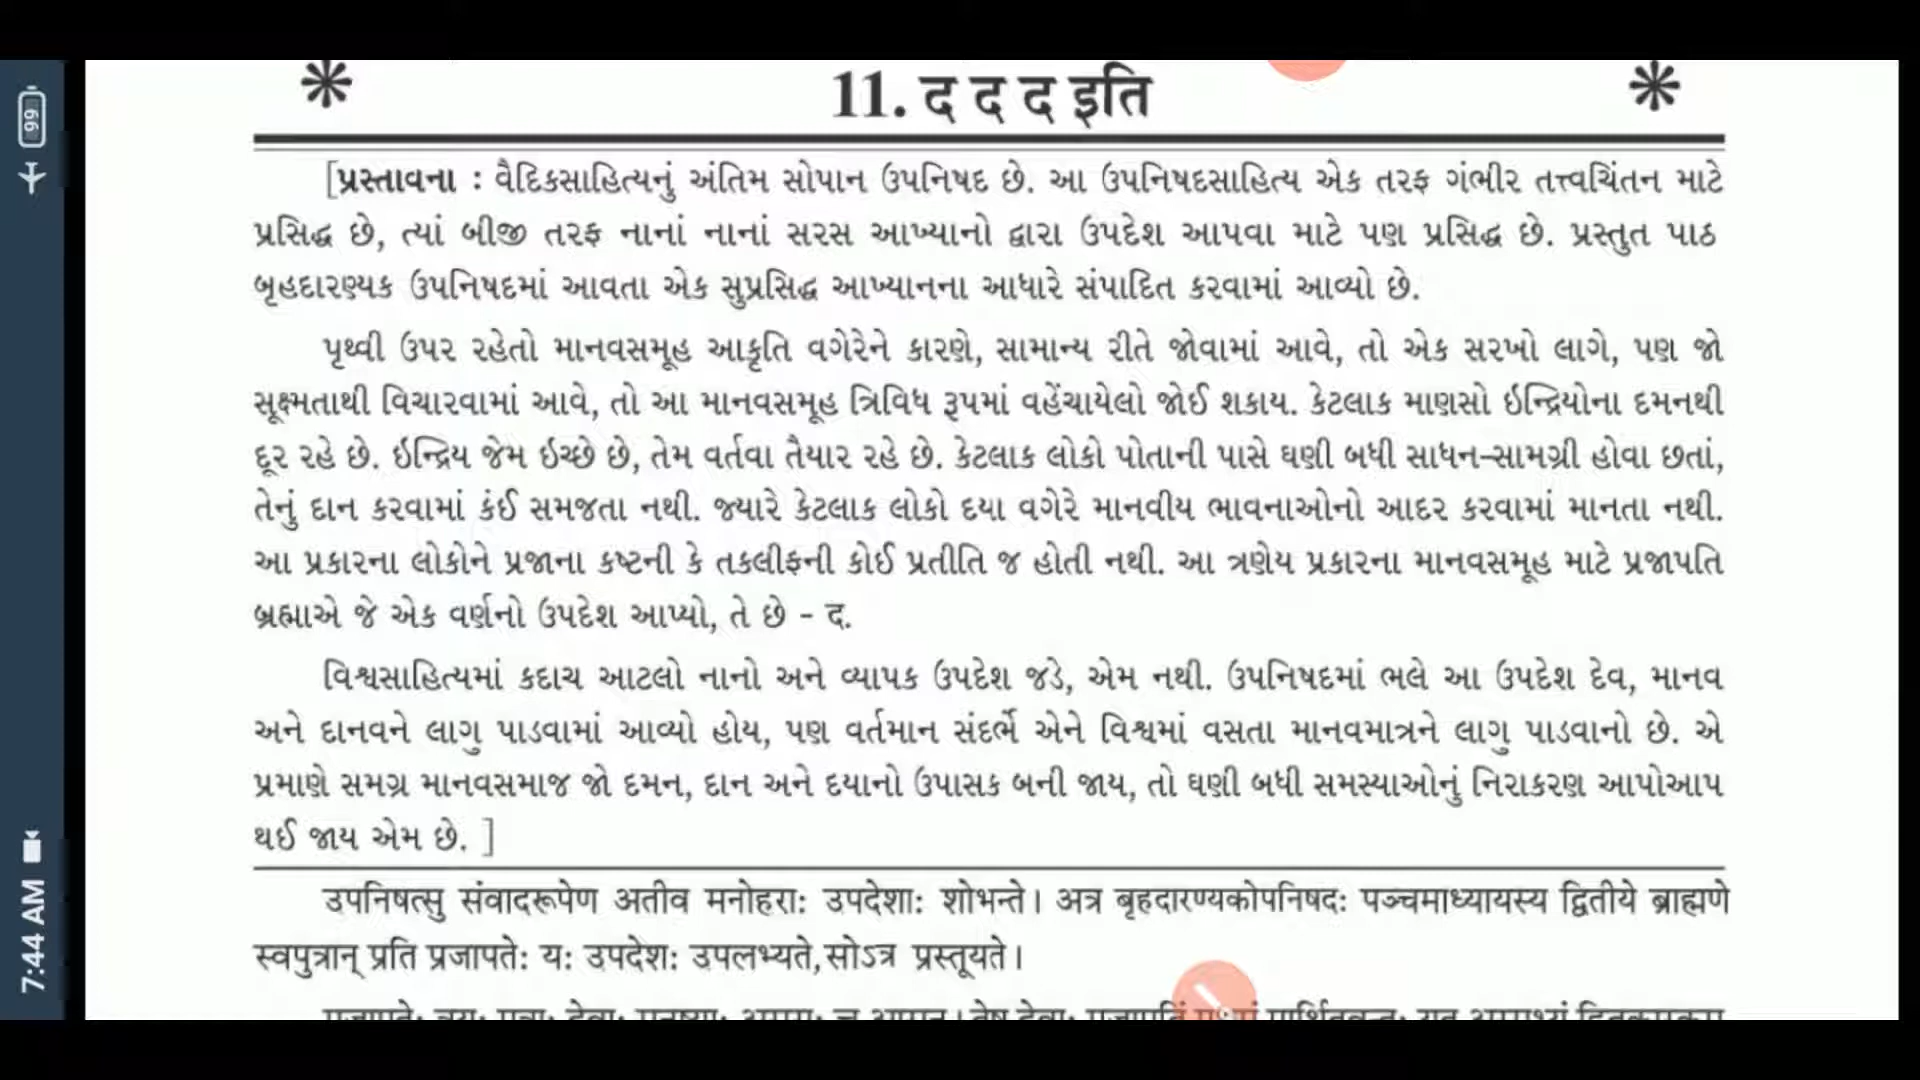 99
7:44 AM
11. द द द इति
[પ્રસ્તાવના : વૈદિકસાહિત્યનું અંતિમ સોપાન ઉપનિષદ છે. આ ઉપનિષદસાહિત્ય એક તરફ ગંભીર તત્ત્વચિંતન માટે
પ્રસિદ્ધ છે, ત્યાં બીજી તરફ નાનાં નાનાં સરસ આખ્યાનો દ્વારા ઉપદેશ આપવા માટે પણ પ્રસિદ્ધ છે. પ્રસ્તુત પાઠ
બૃહદારણ્યક ઉપનિષદમાં આવતા એક સુપ્રસિદ્ધ આખ્યાનના આધારે સંપાદિત કરવામાં આવ્યો છે.
પૃથ્વી ઉપર રહેતો માનવસમૂહ આકૃતિ વગેરેને કારણે, સામાન્ય રીતે જોવામાં આવે, તો એક સરખો લાગે, પણ જો
સૂક્ષ્મતાથી વિચારવામાં આવે, તો આ માનવસમૂહ ત્રિવિધ રૂપમાં વહેંચાયેલો જોઈ શકાય. કેટલાક માણસો ઇન્દ્રિયોના દમનથી
દૂર રહે છે. ઇન્દ્રિય જેમ ઇચ્છે છે, તેમ વર્તવા તૈયાર રહે છે. કેટલાક લોકો પોતાની પાસે ઘણી બધી સાધન-સામગ્રી હોવા છતાં,
તેનું દાન કરવામાં કંઈ સમજતા નથી. જ્યારે કેટલાક લોકો દયા વગેરે માનવીય ભાવનાઓનો આદર કરવામાં માનતા નથી.
આ પ્રકારના લોકોને પ્રજાના કષ્ટની કે તકલીફની કોઈ પ્રતીતિ જ હોતી નથી. આ ત્રણેય પ્રકારના માનવસમૂહ માટે પ્રજાપતિ
બ્રહ્માએ જે એક વર્ણનો ઉપદેશ આપ્યો, તે છે - द.
વિશ્વસાહિત્યમાં કદાચ આટલો નાનો અને વ્યાપક ઉપદેશ જડે, એમ નથી. ઉપનિષદમાં ભલે આ ઉપદેશ દેવ, માનવ
અને દાનવને લાગુ પાડવામાં આવ્યો હોય, પણ વર્તમાન સંદર્ભે એને વિશ્વમાં વસતા માનવમાત્રને લાગુ પાડવાનો છે. એ
પ્રમાણે સમગ્ર માનવસમાજ જો દમન, દાન અને દયાનો ઉપાસક બની જાય, તો ઘણી બધી સમસ્યાઓનું નિરાકરણ આપોઆપ
થઈ જાય એમ છે. ]
उपनिषत्सु संवादरूपेण अतीव मनोहराः उपदेशाः शोभन्ते। अत्र बृहदारण्यकोपनिषदः पञ्चमाध्यायस्य द्वितीये ब्राह्मणे
स्वपुत्रान् प्रति प्रजापतेः यः उपदेशः उपलभ्यते,सोऽत्र प्रस्तूयते।